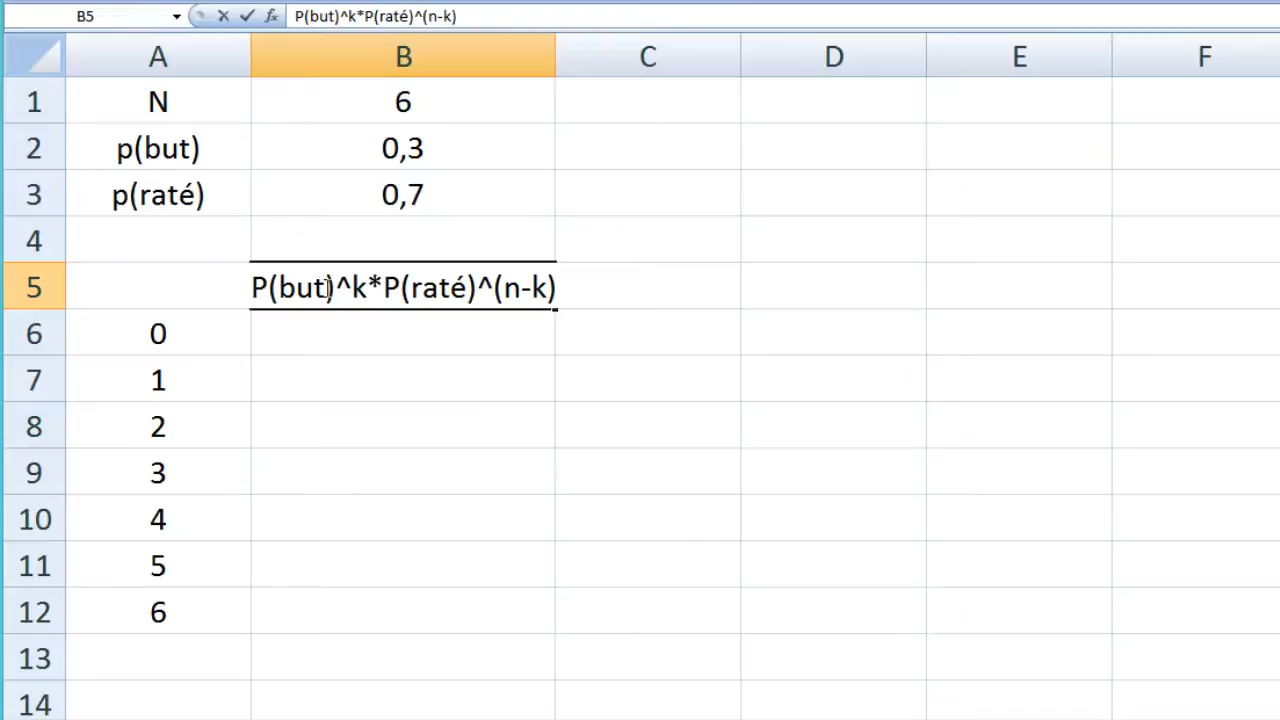 B5 fx P(but)^k*P(raté)^(n-k)
A B C D E F
1 N 6
2 p(but) 0,3
3 p(raté) 0,7
4
5 P(but)^k*P(raté)^(n-k)
6 0
7 1
8 2
9 3
10 4
11 5
12 6
13
14